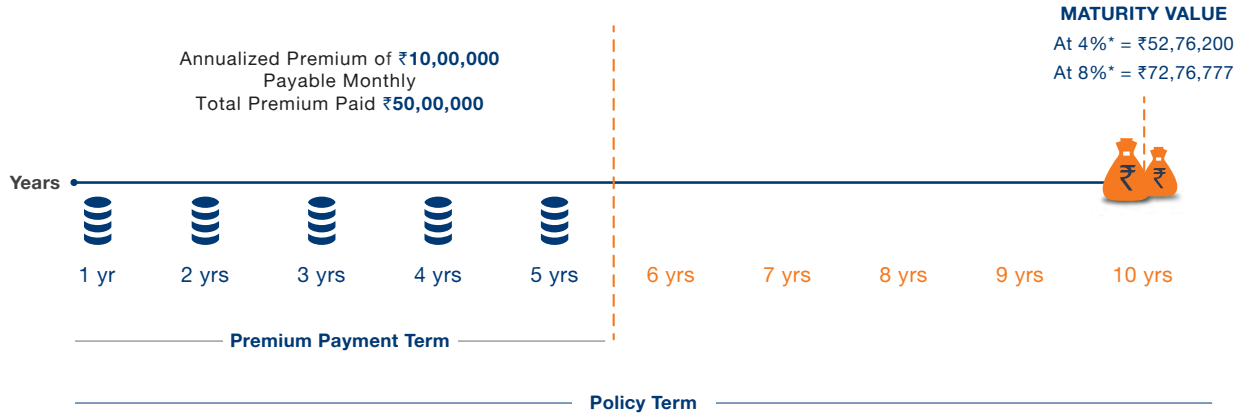 MATURITY VALUE
At 4%* = ₹52,76,200
At 8%* = ₹72,76,777
Annualized Premium of ₹10,00,000
Payable Monthly
Total Premium Paid ₹50,00,000
Years
₹ ₹
1 yr 2 yrs 3 yrs 4 yrs 5 yrs 6 yrs 7 yrs 8 yrs 9 yrs 10 yrs
Premium Payment Term
Policy Term